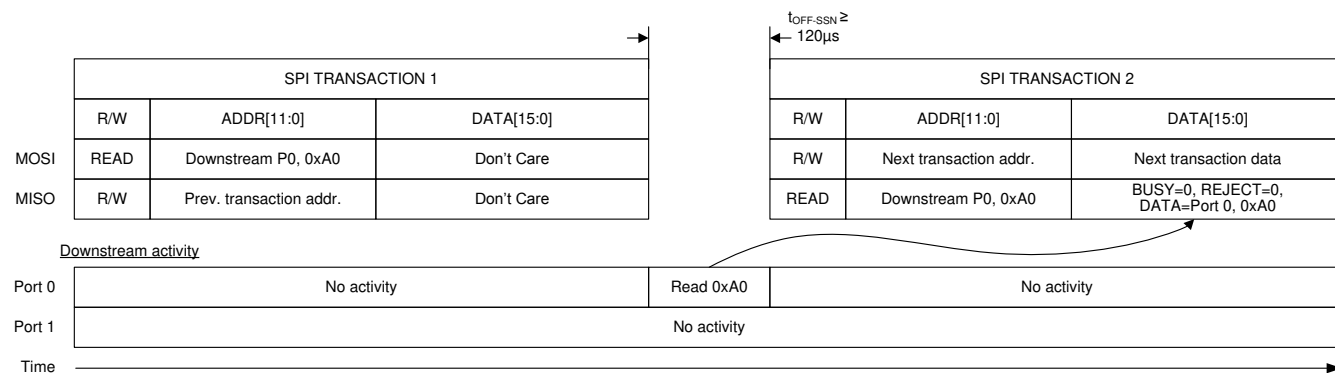 tOFF-SSN ≥
120µs
SPI TRANSACTION 1
SPI TRANSACTION 2
R/W ADDR[11:0] DATA[15:0] R/W ADDR[11:0] DATA[15:0]
MOSI READ Downstream P0, 0xA0 Don't Care R/W Next transaction addr. Next transaction data
MISO R/W Prev. transaction addr. Don't Care READ Downstream P0, 0xA0 BUSY=0, REJECT=0,
DATA=Port 0, 0xA0
Downstream activity
Port 0 No activity Read 0xA0 No activity
Port 1 No activity
Time